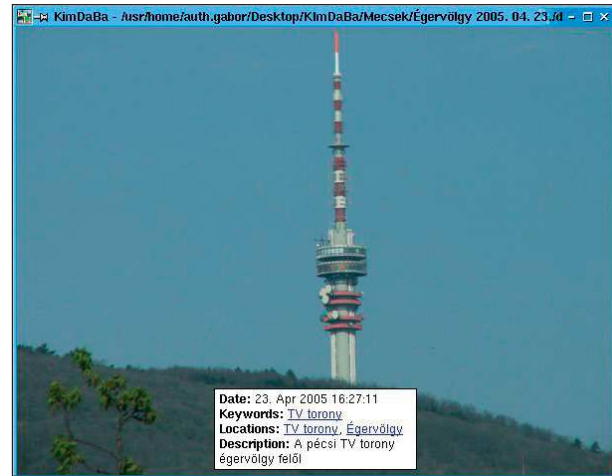 KimDaBa - /usr/home/auth.gabor/Desktop/KImDaBa/Mecsek/Égervölgy 2005. 04. 23./d
Date: 23. Apr 2005 16:27:11
Keywords: TV torony
Locations: TV torony, Égervölgy
Description: A pécsi TV torony
égervölgy felől